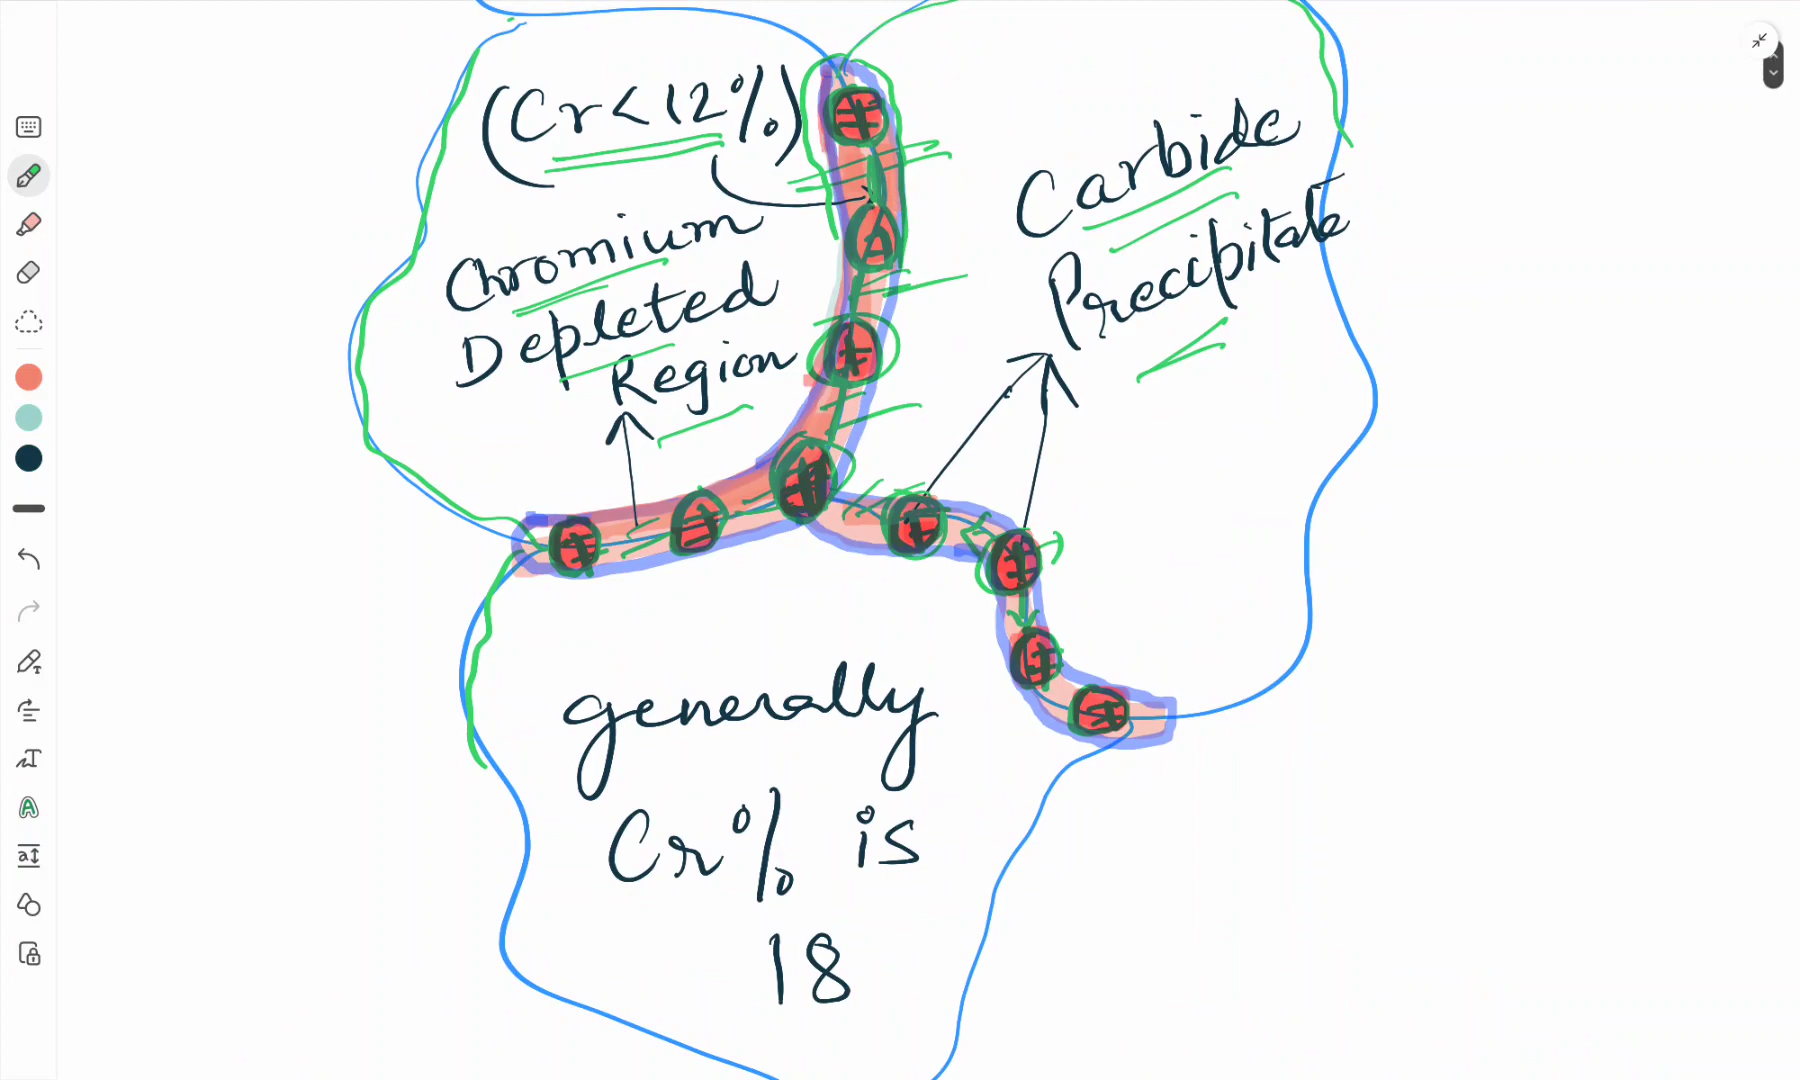 (Cr<12%)
Chromium
Depleted
Region
Carbide
Precipitate
generally
Cr% is
18